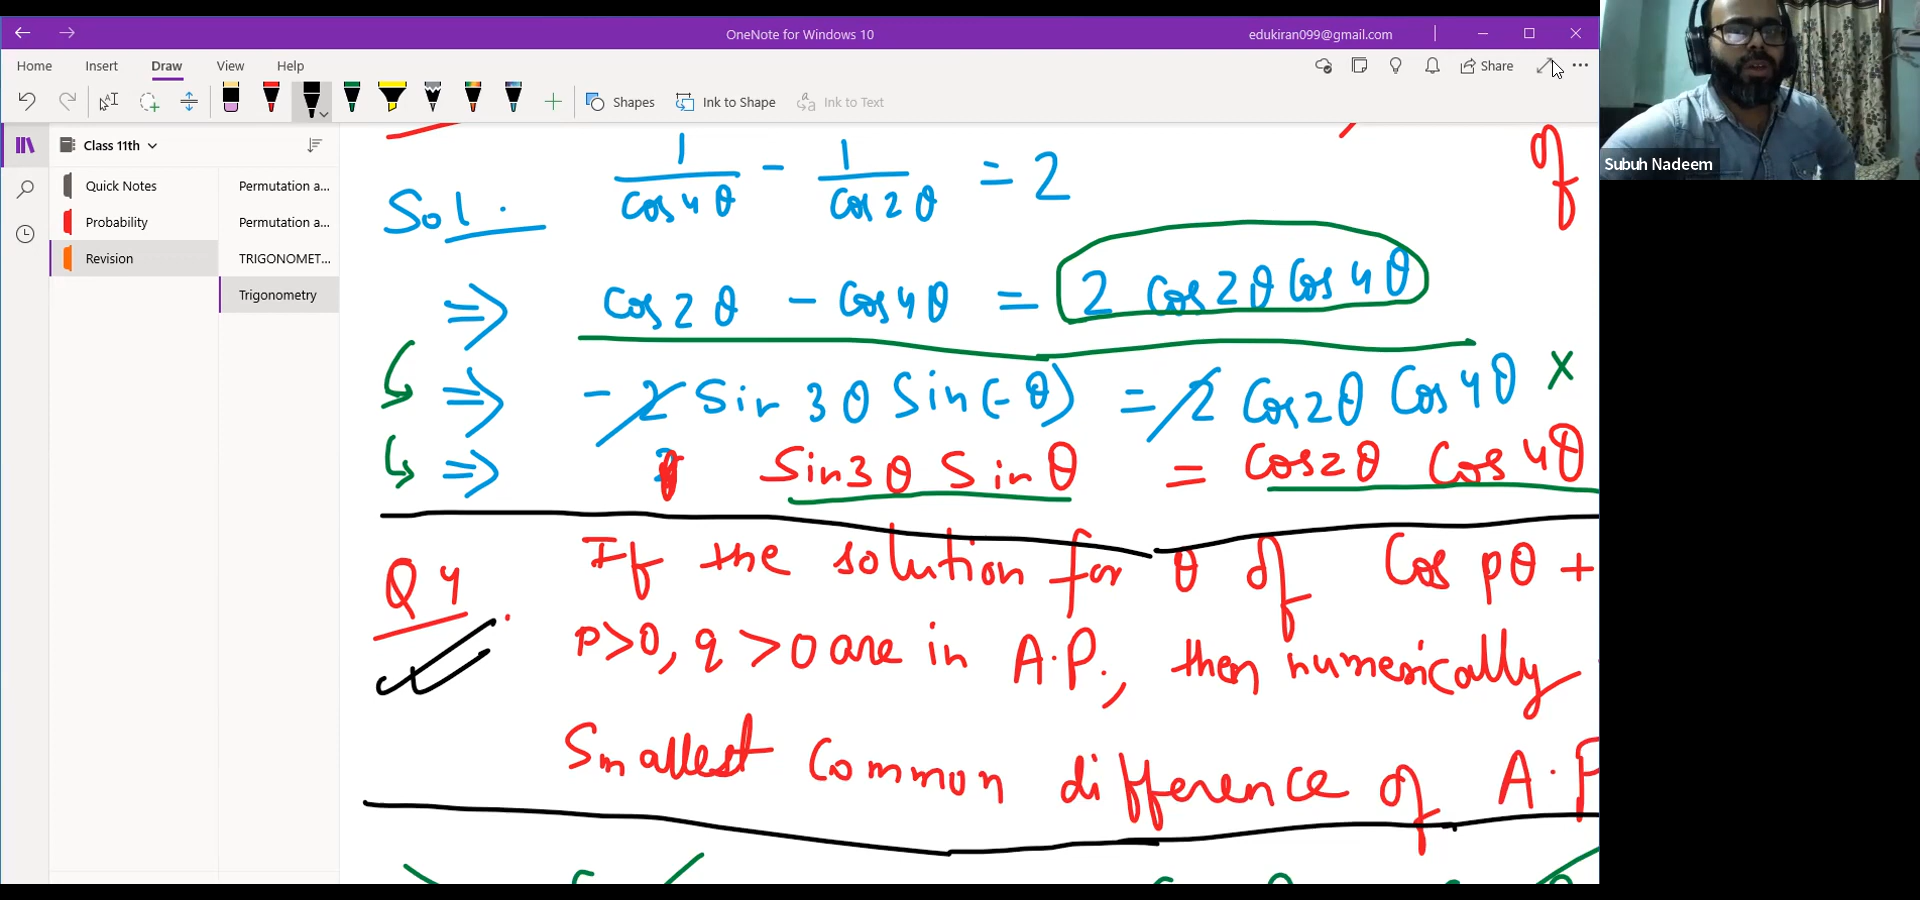 OneNote for Windows 10
edukiran099@gmail.com
Home Insert Draw View Help
Share
Shapes Ink to Shape Ink to Text
Class 11th
Quick Notes
Probability
Revision
Permutation a...
Permutation a...
TRIGONOMET...
Trigonometry
Subuh Nadeem
of
Sol. 1/cos4θ - 1/cos2θ = 2
⇒ cos2θ - cos4θ = 2 cos2θ cos4θ
⇒ -2 Sin 3θ Sin(-θ) = 2 Cos2θ Cos4θ ×
⇒ Sin3θ Sinθ = Cos2θ Cos4θ
Q4. If the solution for θ of Cos pθ +
p>0, q>0 are in A.P., then numerically
Smallest Common difference of A.P